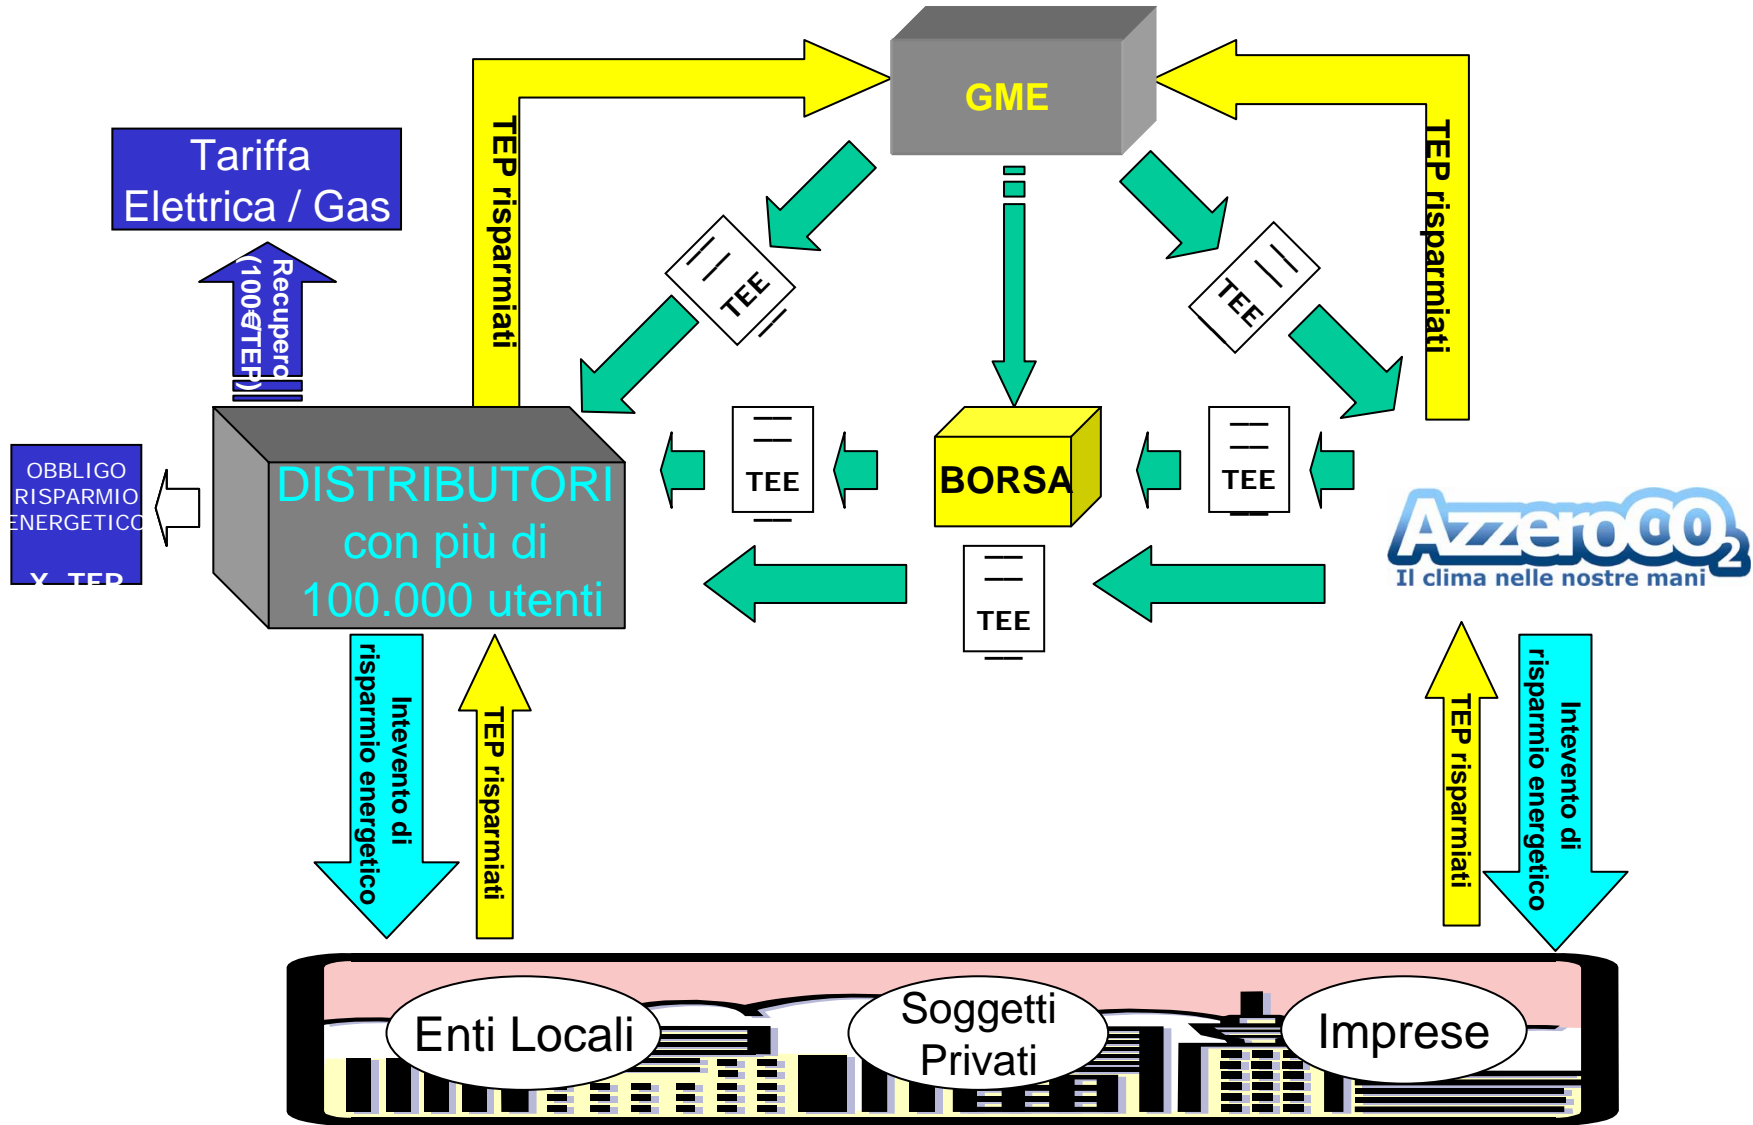 GME
TEP risparmiati
TEP risparmiati
Tariffa
Elettrica / Gas
Recupero
(100€/TEP)
TEE
TEE
OBBLIGO
RISPARMIO
ENERGETICO
X TEP
DISTRIBUTORI
con più di
100.000 utenti
TEE
BORSA
TEE
TEE
AzzeroCO2
Il clima nelle nostre mani
Intevento di
risparmio energetico
TEP risparmiati
TEP risparmiati
Intevento di
risparmio energetico
Enti Locali
Soggetti
Privati
Imprese